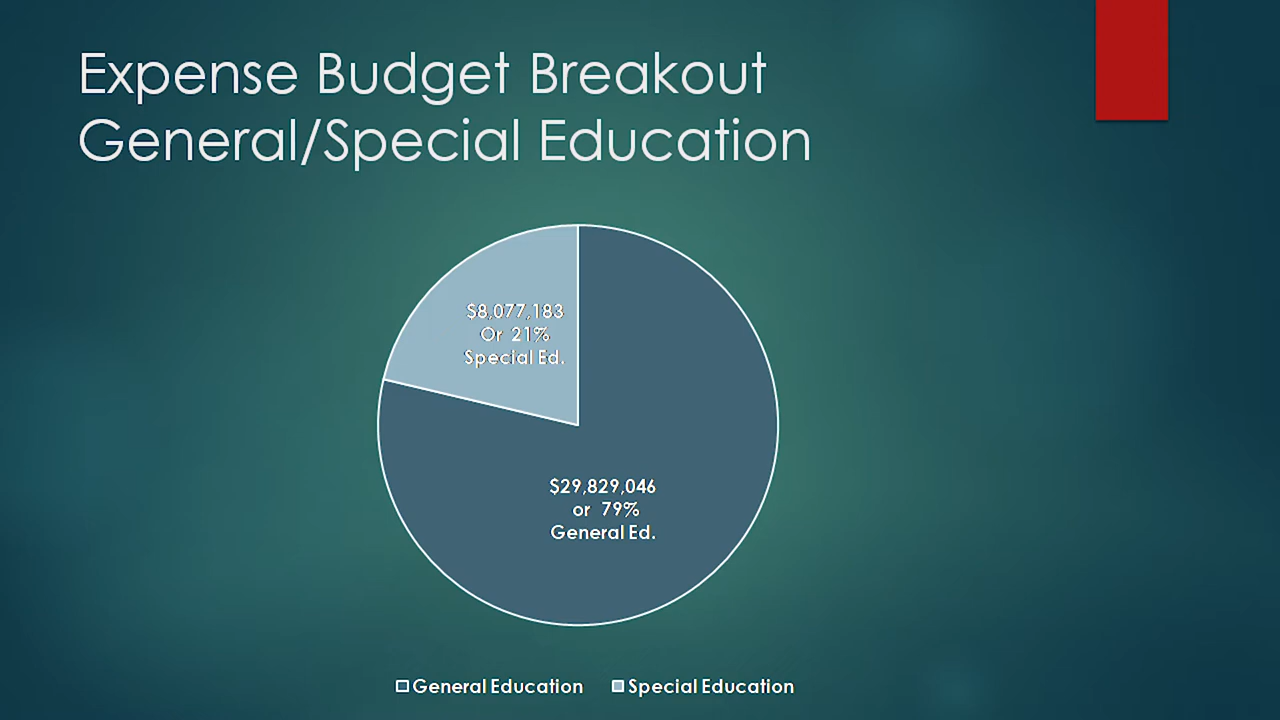 Expense Budget Breakout
General/Special Education
$8,077,183
Or 21%
Special Ed.
$29,829,046
or 79%
General Ed.
General Education
Special Education